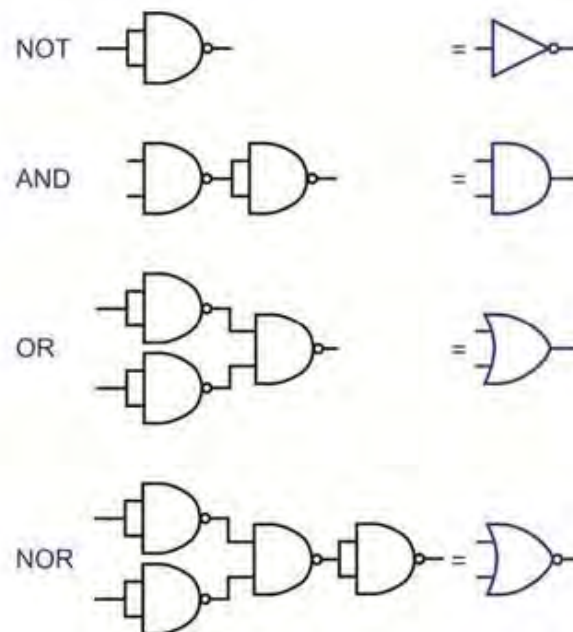 NOT =
AND =
OR =
NOR =